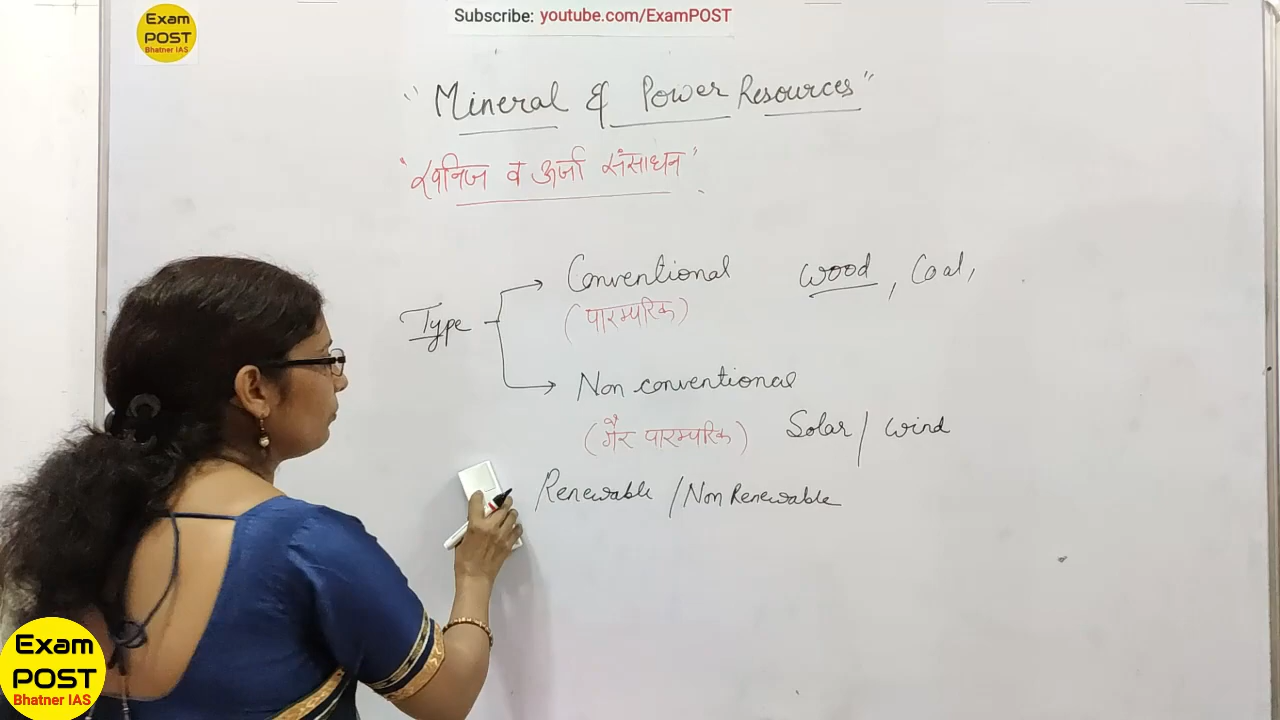 Exam
POST
Bhatner IAS
Subscribe: youtube.com/ExamPOST
"Mineral & Power Resources"
"खनिज व ऊर्जा संसाधन"
Type
Conventional Wood, Coal,
(पारम्परिक)
Non conventional
(गैर पारम्परिक) Solar / wind
Renewable / Non Renewable
Exam
POST
Bhatner IAS